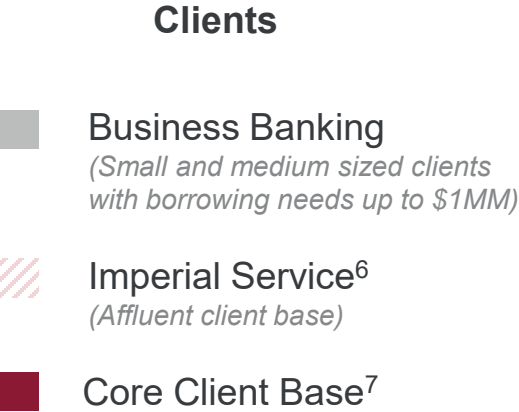 Clients
Business Banking
(Small and medium sized clients
with borrowing needs up to $1MM)
Imperial Service⁶
(Affluent client base)
Core Client Base⁷